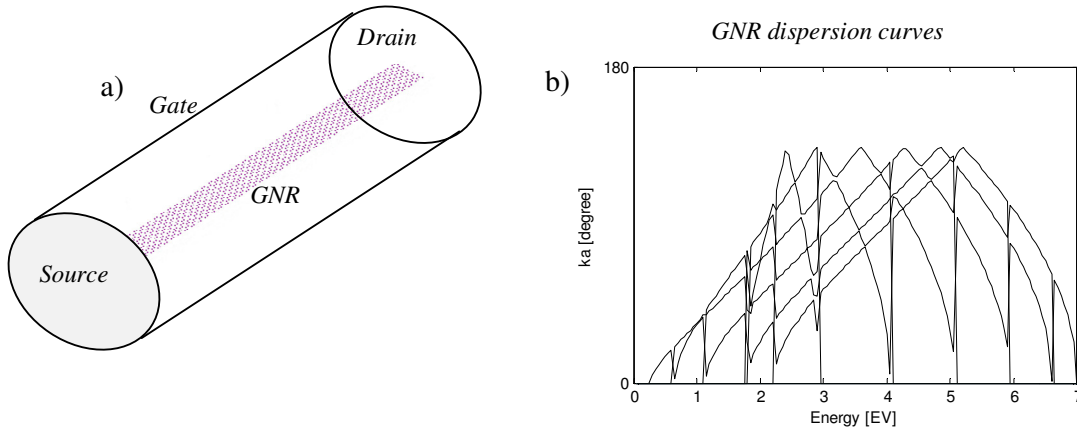 a)
Drain
Gate
GNR
Source
GNR dispersion curves
b)
180
ka [degree]
0
0 1 2 3 4 5 6 7
Energy [EV]